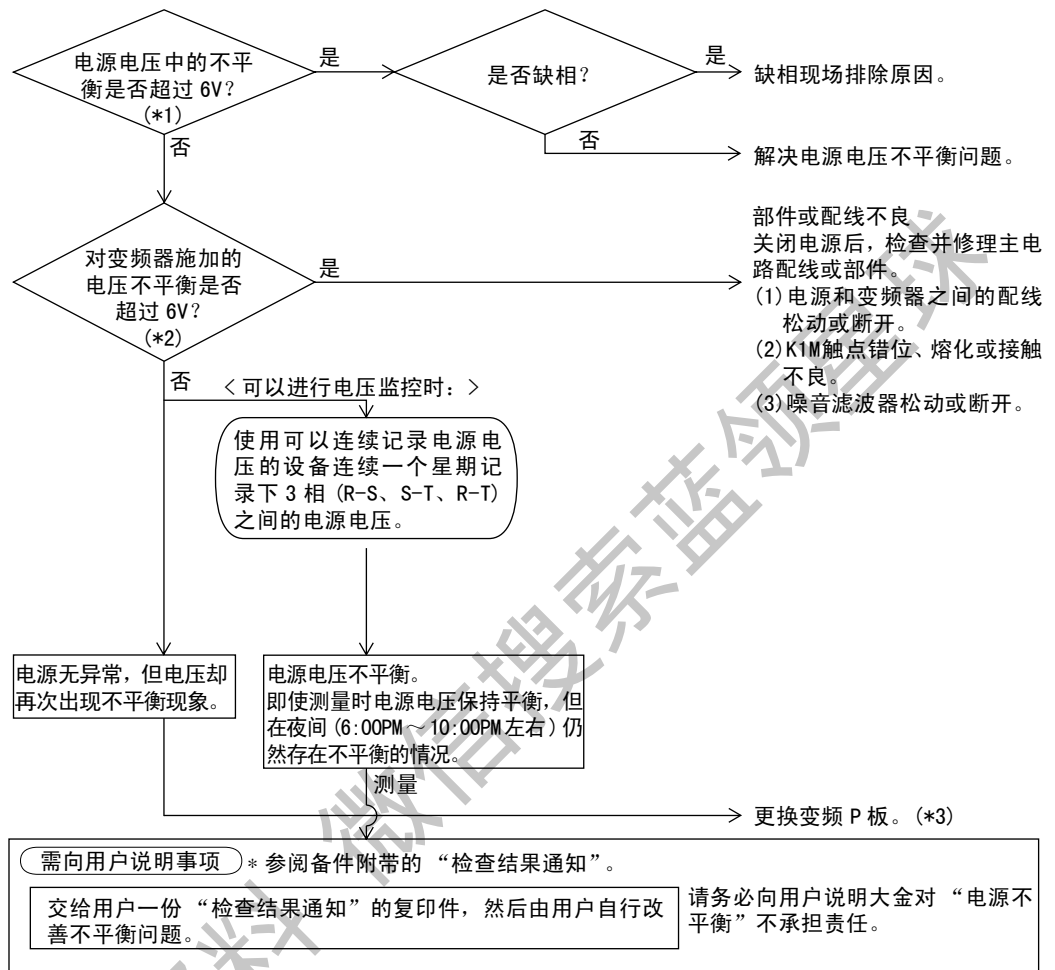 电源电压中的不平
衡是否超过 6V?
(*1)
是
是否缺相?
是
缺相现场排除原因。
否
否
解决电源电压不平衡问题。
对变频器施加的
电压不平衡是否
超过 6V?
(*2)
是
部件或配线不良
关闭电源后，检查并修理主电
路配线或部件。
(1)电源和变频器之间的配线
松动或断开。
(2)K1M触点错位、熔化或接触
不良。
(3)噪音滤波器松动或断开。
否
<可以进行电压监控时：>
使用可以连续记录电源电
压的设备连续一个星期记
录下 3 相 (R-S、S-T、R-T)
之间的电源电压。
电源无异常，但电压却
再次出现不平衡现象。
电源电压不平衡。
即使测量时电源电压保持平衡，但
在夜间 (6:00PM～10:00PM左右)仍
然存在不平衡的情况。
测量
更换变频 P 板。(*3)
需向用户说明事项
* 参阅备件附带的 “检查结果通知”。
交给用户一份 “检查结果通知”的复印件，然后由用户自行改
善不平衡问题。
请务必向用户说明大金对 “电源不
平衡”不承担责任。
资料 微信搜索蓝领星球